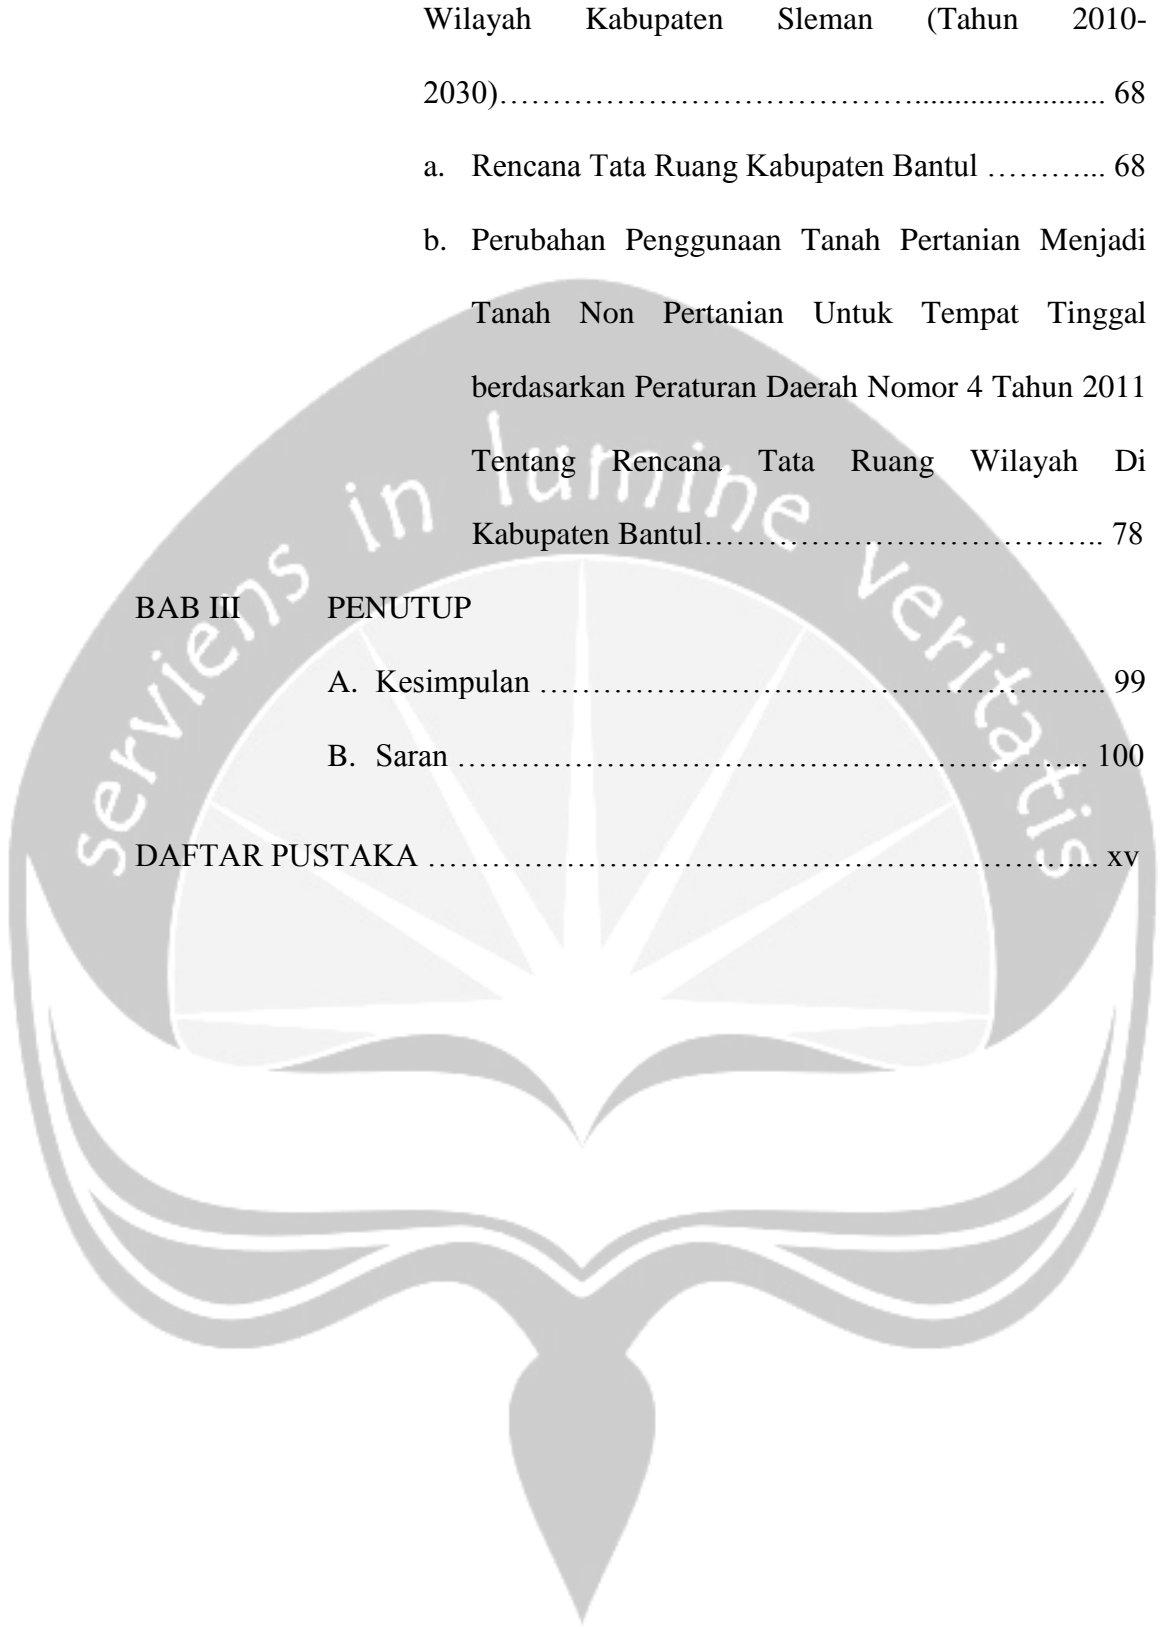 Wilayah Kabupaten Sleman (Tahun 2010-
2030)……………………………………....................... 68
a. Rencana Tata Ruang Kabupaten Bantul ………... 68
b. Perubahan Penggunaan Tanah Pertanian Menjadi
Tanah Non Pertanian Untuk Tempat Tinggal
berdasarkan Peraturan Daerah Nomor 4 Tahun 2011
Tentang Rencana Tata Ruang Wilayah Di
Kabupaten Bantul……………………………….. 78
BAB III PENUTUP
A. Kesimpulan ………………………………………………... 99
B. Saran ……………………………………………………... 100
DAFTAR PUSTAKA …………………………………………………………... xv
serviens in lumine veritatis